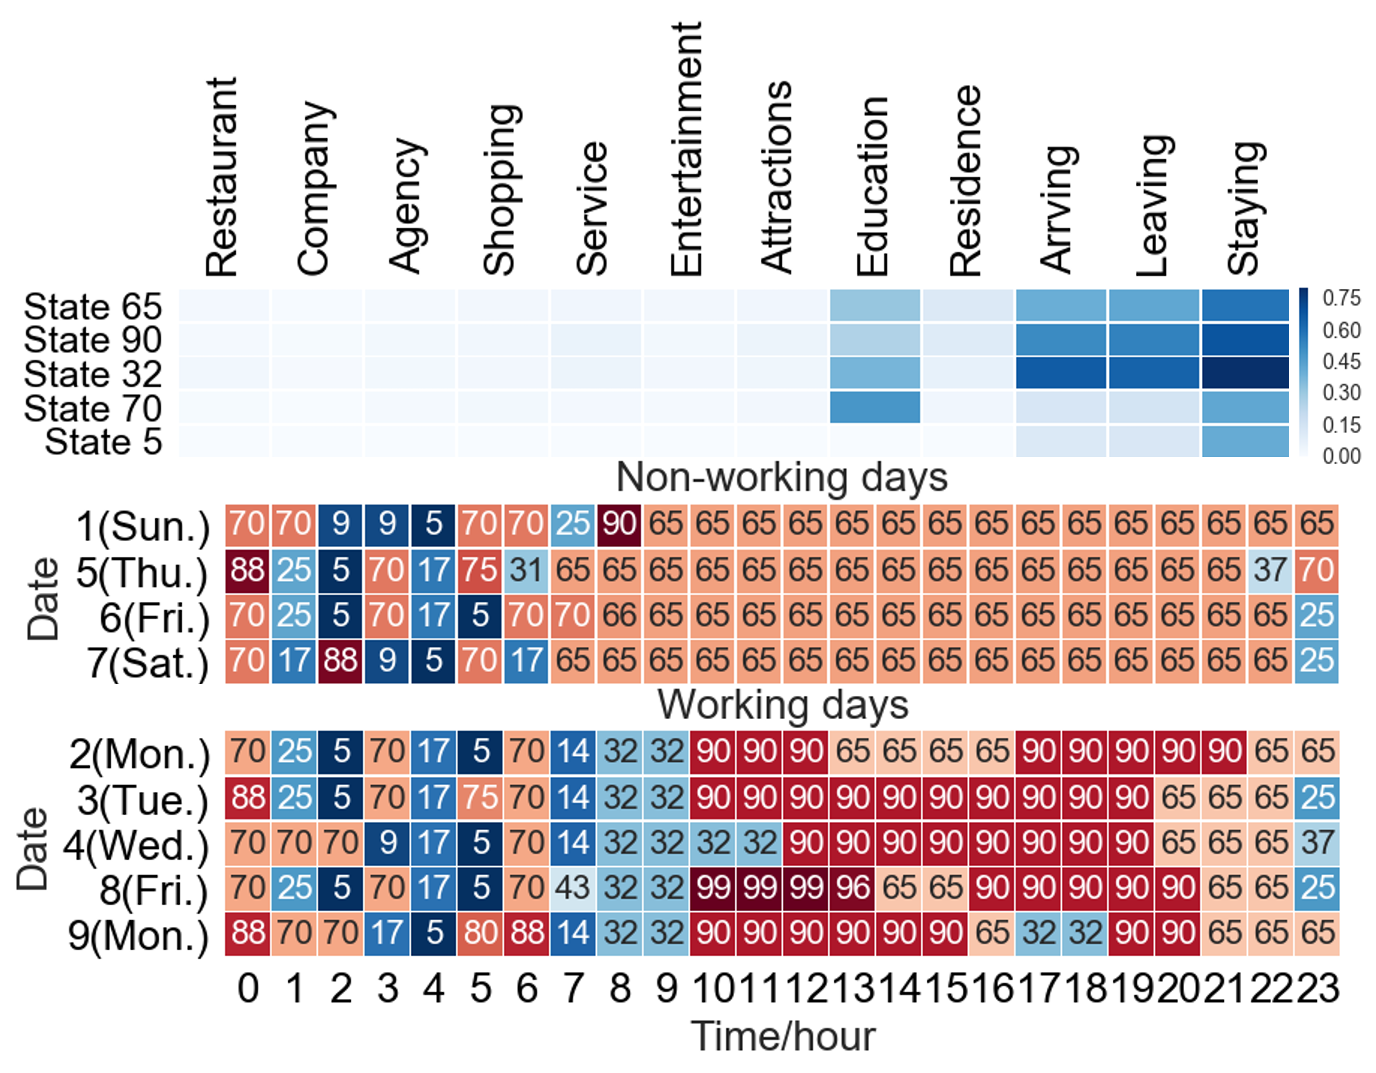 Restaurant Company Agency Shopping Service Entertainment Attractions Education Residence Arrving Leaving Staying
State 65
State 90
State 32
State 70
State 5
0.75
0.60
0.45
0.30
0.15
0.00
Non-working days
Date
1(Sun.) 70 70 9 9 5 70 70 25 90 65 65 65 65 65 65 65 65 65 65 65 65 65 65 65
5(Thu.) 88 25 5 70 17 75 31 65 65 65 65 65 65 65 65 65 65 65 65 65 65 65 37 70
6(Fri.) 70 25 5 70 17 5 70 70 66 65 65 65 65 65 65 65 65 65 65 65 65 65 65 25
7(Sat.) 70 17 88 9 5 70 17 65 65 65 65 65 65 65 65 65 65 65 65 65 65 65 65 25
Working days
Date
2(Mon.) 70 25 5 70 17 5 70 14 32 32 90 90 90 65 65 65 65 90 90 90 90 90 65 65
3(Tue.) 88 25 5 70 17 75 70 14 32 32 90 90 90 90 90 90 90 90 90 90 65 65 65 25
4(Wed.) 70 70 70 9 17 5 70 14 32 32 32 32 90 90 90 90 90 90 90 90 65 65 65 37
8(Fri.) 70 25 5 70 17 5 70 43 32 32 99 99 99 96 65 65 90 90 90 90 90 65 65 25
9(Mon.) 88 70 70 17 5 80 88 14 32 32 90 90 90 90 90 90 65 32 32 90 90 65 65 65
0 1 2 3 4 5 6 7 8 9 10 11 12 13 14 15 16 17 18 19 20 21 22 23
Time/hour